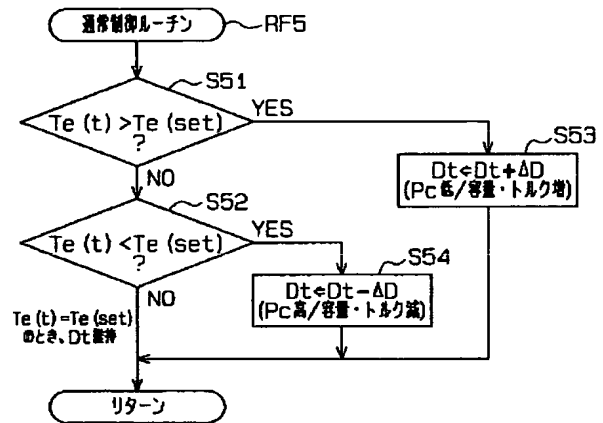 通常制御ルーチン
RF5
S51
Te(t)>Te(set)
?
YES
NO
S53
Dt⇐Dt+ΔD
(Pc低/容量・トルク増)
S52
Te(t)<Te(set)
?
YES
NO
S54
Dt⇐Dt-ΔD
(Pc高/容量・トルク減)
Te(t)=Te(set)
のとき、Dt維持
リターン